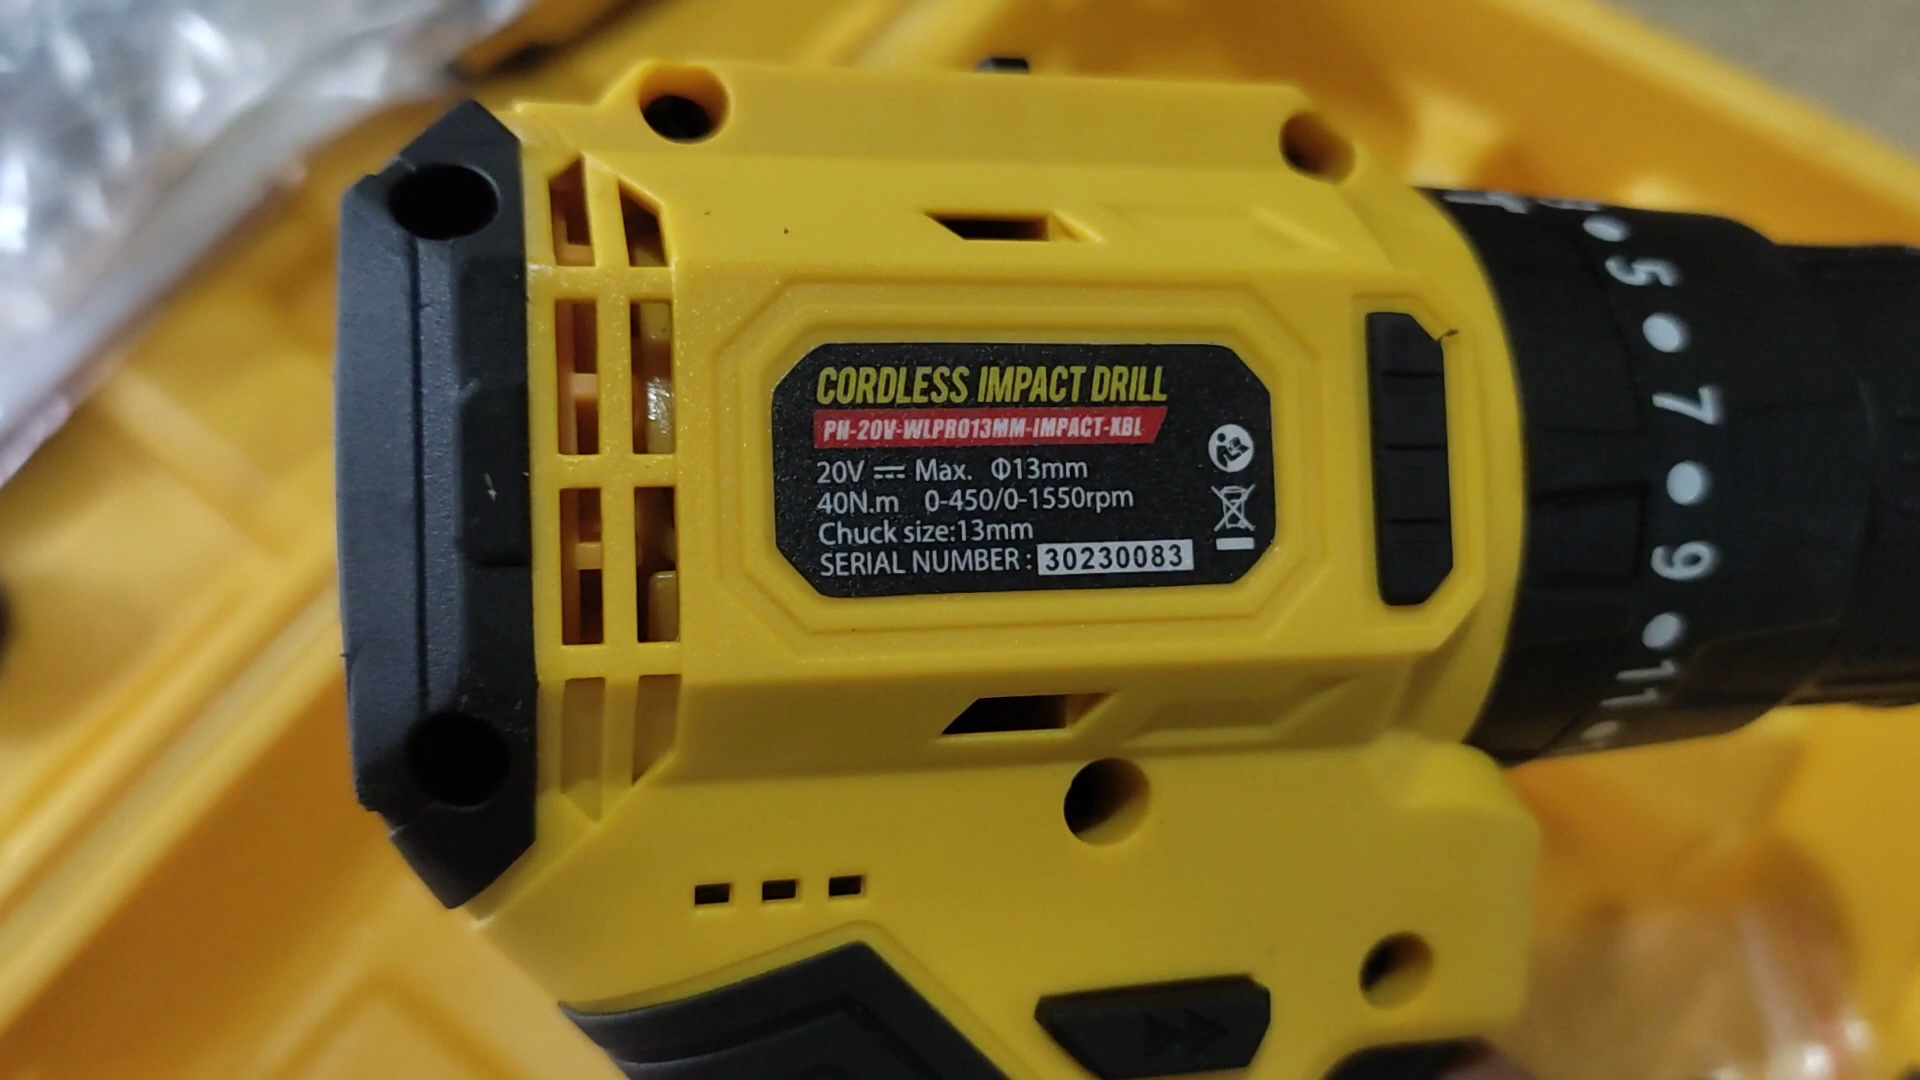 CORDLESS IMPACT DRILL
PH-20V-WLPRO13MM-IMPACT-XBL
20V Max. Φ13mm
40N.m 0-450/0-1550rpm
Chuck size:13mm
SERIAL NUMBER: 30230083
5
7
9
11